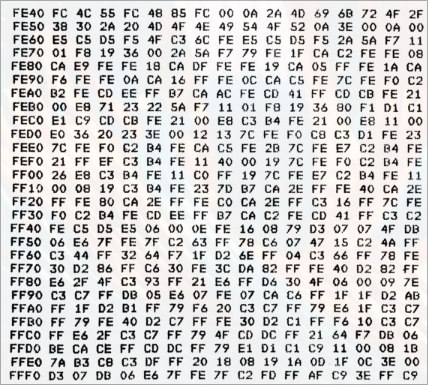 FE40 FC 4C 55 FC 48 85 FC 00 0A 2A 4D 69 6B 72 4F 2F
FE50 38 30 2A 20 4D 4F 4E 49 54 4F 52 0A 3E 00 0A 00
FE60 E5 C5 D5 F5 4F C3 6C FE E5 C5 D5 F5 2A 5A F7 11
FE70 01 F8 19 36 00 2A 5A F7 79 FE 1F CA C2 FE FE 08
FE80 CA E9 FE FE 18 CA DF FE FE 19 CA 05 FF FE 1A CA
FE90 F6 FE FE 0A CA 16 FF FE 0C CA C5 FE 7C FE F0 C2
FEA0 B2 FE CD EE FF B7 CA AC FE CD 41 FF CD CB FE 21
FEB0 00 E8 71 23 22 5A F7 11 01 F8 19 36 80 F1 D1 C1
FEC0 E1 C9 CD CB FE 21 00 E8 C3 B4 FE 21 00 E8 11 00
FED0 E0 36 20 23 3E 00 12 13 7C FE F0 C8 C3 D1 FE 23
FEE0 7C FE F0 C2 B4 FE CA C5 FE 2B 7C FE E7 C2 B4 FE
FEF0 21 FF EF C3 B4 FE 11 40 00 19 7C FE F0 C2 B4 FE
FF00 26 E8 C3 B4 FE 11 C0 FF 19 7C FE E7 C2 B4 FE 11
FF10 00 08 19 C3 B4 FE 23 7D B7 CA 2E FF FE 40 CA 2E
FF20 FF FE 80 CA 2E FF FE C0 CA 2E FF C3 16 FF 7C FE
FF30 F0 C2 B4 FE CD EE FF B7 CA C2 FE CD 41 FF C3 C2
FF40 FE C5 D5 E5 06 00 0E FE 16 08 79 D3 07 07 4F DB
FF50 06 E6 7F FE 7F C2 63 FF 78 C6 07 47 15 C2 4A FF
FF60 C3 44 FF 32 64 F7 1F D2 6E FF 04 C3 66 FF 78 FE
FF70 30 D2 86 FF C6 30 FE 3C DA 82 FF FE 40 D2 82 FF
FF80 E6 2F 4F C3 93 FF 21 E6 FF D6 30 4F 06 00 09 7E
FF90 C3 C7 FF DB 05 E6 07 FE 07 CA C6 FF 1F 1F D2 AB
FFA0 FF 1F D2 B1 FF 79 F6 20 C3 C7 FF 79 E6 1F C3 C7
FFB0 FF 79 FE 40 D2 C7 FF FE 30 D2 C1 FF F6 10 C3 C7
FFC0 FF E6 2F C3 C7 FF 79 4F CD DC FF 21 64 F7 DB 06
FFD0 BE CA CE FF CD DC FF 79 E1 D1 C1 C9 11 00 08 1B
FFE0 7A B3 C8 C3 DF FF 20 18 08 19 1A 0D 1F 0C 3E 00
FFF0 D3 07 DB 06 E6 7F FE 7F C2 FD FF AF C9 3E FF C9